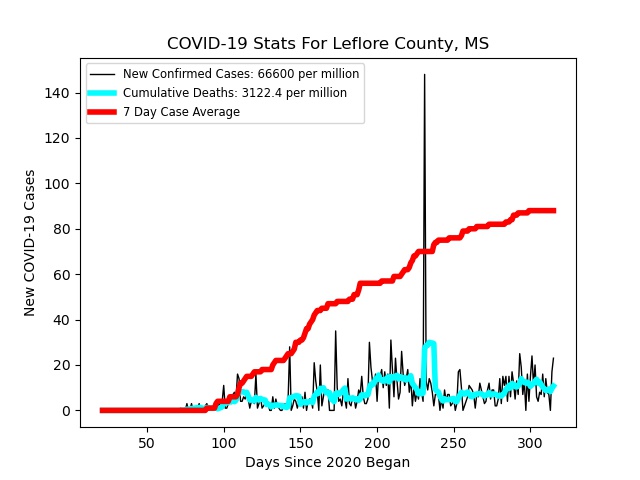 COVID-19 Stats For Leflore County, MS
New Confirmed Cases: 66600 per million
Cumulative Deaths: 3122.4 per million
7 Day Case Average
New COVID-19 Cases
140
120
100
80
60
40
20
0
50 100 150 200 250 300
Days Since 2020 Began